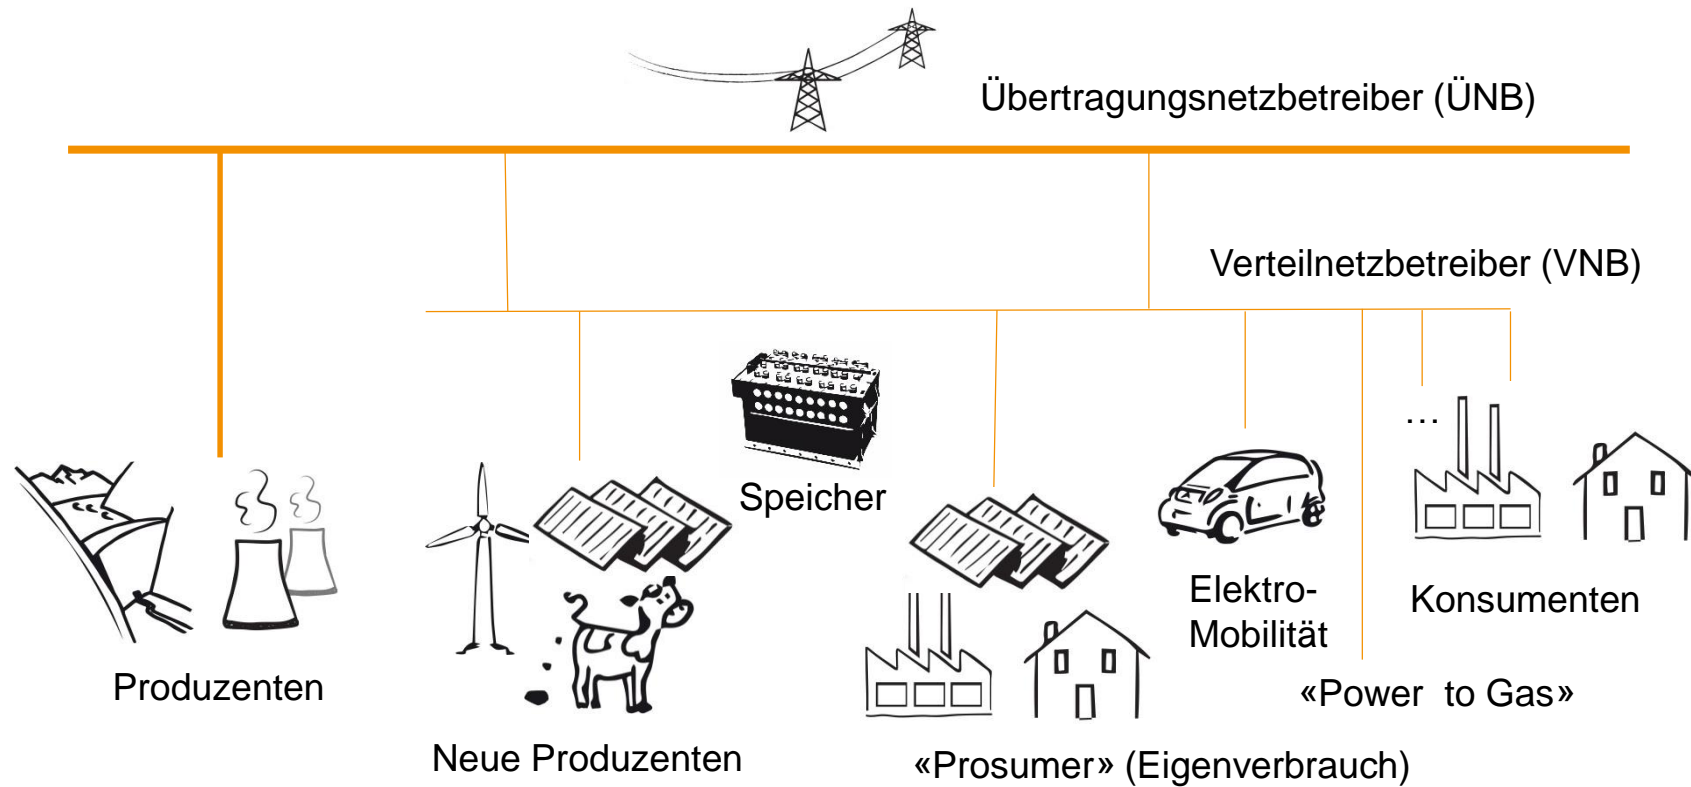 Übertragungsnetzbetreiber (ÜNB)
Verteilnetzbetreiber (VNB)
...
Speicher
Elektro-
Mobilität
Konsumenten
Produzenten
«Power to Gas»
Neue Produzenten
«Prosumer» (Eigenverbrauch)